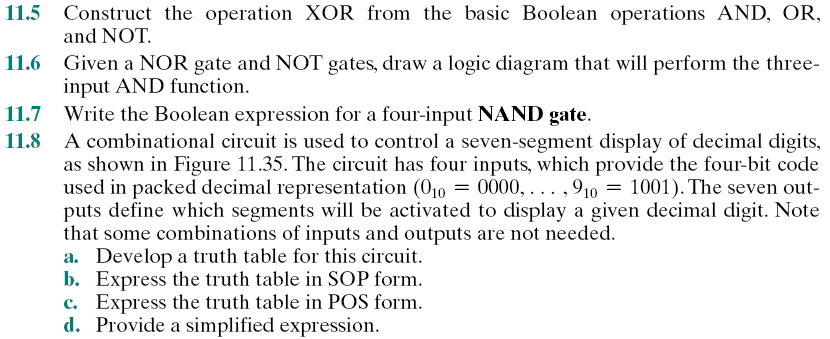 11.5 Construct the operation XOR from the basic Boolean operations AND, OR,
and NOT.
11.6 Given a NOR gate and NOT gates, draw a logic diagram that will perform the three-
input AND function.
11.7 Write the Boolean expression for a four-input NAND gate.
11.8 A combinational circuit is used to control a seven-segment display of decimal digits,
as shown in Figure 11.35. The circuit has four inputs, which provide the four-bit code
used in packed decimal representation (0₁₀ = 0000, . . . , 9₁₀ = 1001). The seven out-
puts define which segments will be activated to display a given decimal digit. Note
that some combinations of inputs and outputs are not needed.
a. Develop a truth table for this circuit.
b. Express the truth table in SOP form.
c. Express the truth table in POS form.
d. Provide a simplified expression.